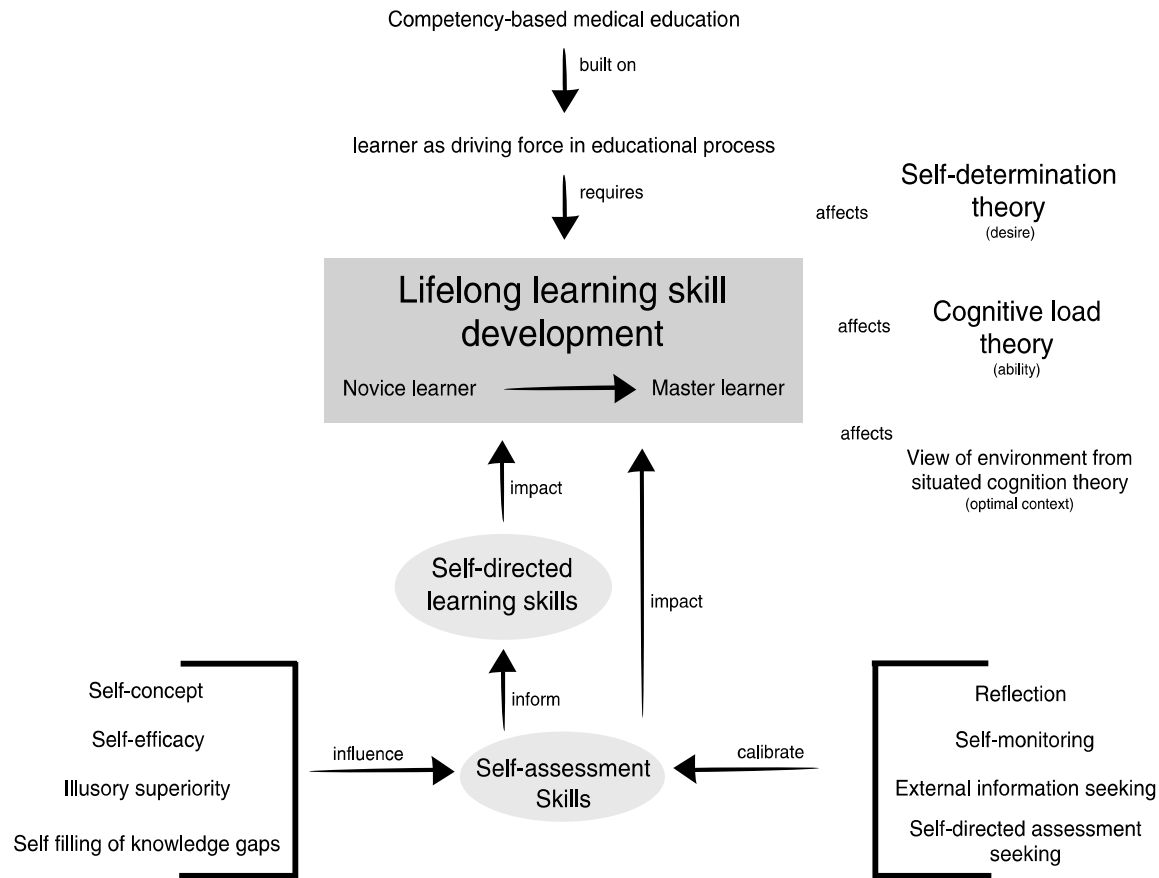 Competency-based medical education
built on
learner as driving force in educational process
requires
Self-determination
theory
(desire)
affects
Lifelong learning skill
development
Novice learner
Master learner
affects
Cognitive load
theory
(ability)
affects
View of environment from
situated cognition theory
(optimal context)
impact
Self-directed
learning skills
impact
inform
Self-concept
Self-efficacy
Illusory superiority
Self filling of knowledge gaps
influence
Self-assessment
Skills
calibrate
Reflection
Self-monitoring
External information seeking
Self-directed assessment
seeking